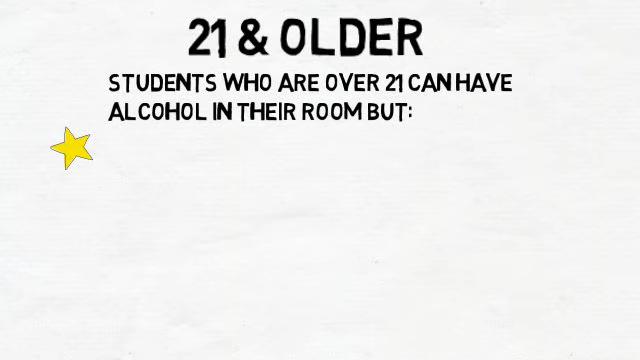 21 & OLDER
STUDENTS WHO ARE OVER 21 CAN HAVE
ALCOHOL IN THEIR ROOM BUT: